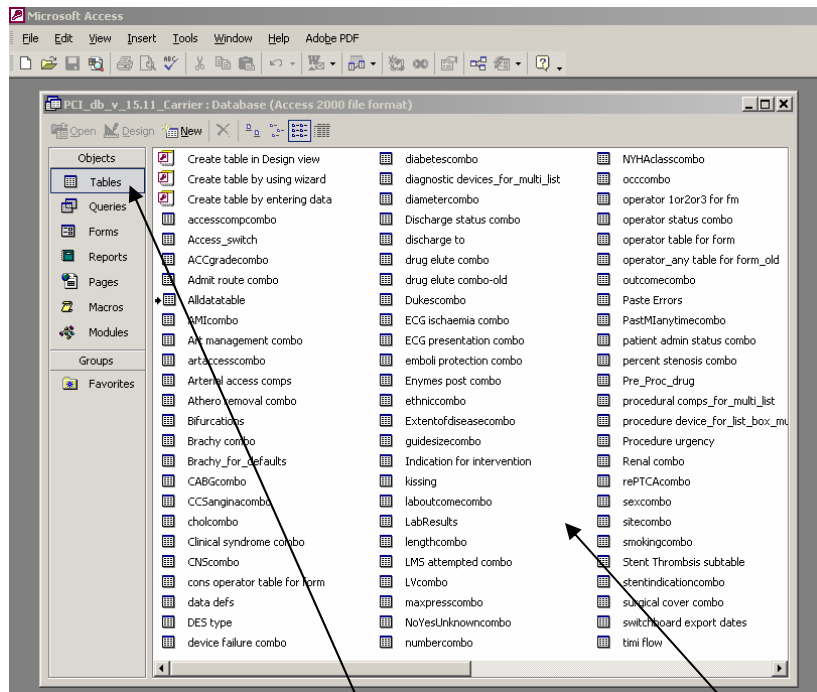 Microsoft Access
File Edit View Insert Tools Window Help Adobe PDF
PCI_db_v_15.11_Carrier : Database (Access 2000 file format)
Open Design New
Objects
Tables
Queries
Forms
Reports
Pages
Macros
Modules
Groups
Favorites
Create table in Design view
Create table by using wizard
Create table by entering data
accesscompcombo
Access_switch
ACCgradecombo
Admit route combo
Alldatatable
AMIcombo
Art management combo
artaccesscombo
Arterial access comps
Athero removal combo
Bifurcations
Brachy combo
Brachy_for_defaults
CABGcombo
CCSanginacombo
cholcombo
Clinical syndrome combo
CNScombo
cons operator table for form
data defs
DES type
device failure combo
diabetescombo
diagnostic devices_for_multi_list
diametercombo
Discharge status combo
discharge to
drug elute combo
drug elute combo-old
Dukescombo
ECG ischaemia combo
ECG presentation combo
emboli protection combo
Enymes post combo
ethniccombo
Extentofdiseasecombo
guidesizecombo
Indication for intervention
kissing
laboutcomecombo
LabResults
lengthcombo
LMS attempted combo
LVcombo
maxpresscombo
NoYesUnknowncombo
numbercombo
NYHAclasscombo
occcombo
operator 1or2or3 for fm
operator status combo
operator table for form
operator_any table for form_old
outcomecombo
Paste Errors
PastMIanytimecombo
patient admin status combo
percent stenosis combo
Pre_Proc_drug
procedural comps_for_multi_list
procedure device_for_list_box_mu
Procedure urgency
Renal combo
rePTCAcombo
sexcombo
sitecombo
smokingcombo
Stent Thrombsis subtable
stentindicationcombo
surgical cover combo
switchboard export dates
timi flow